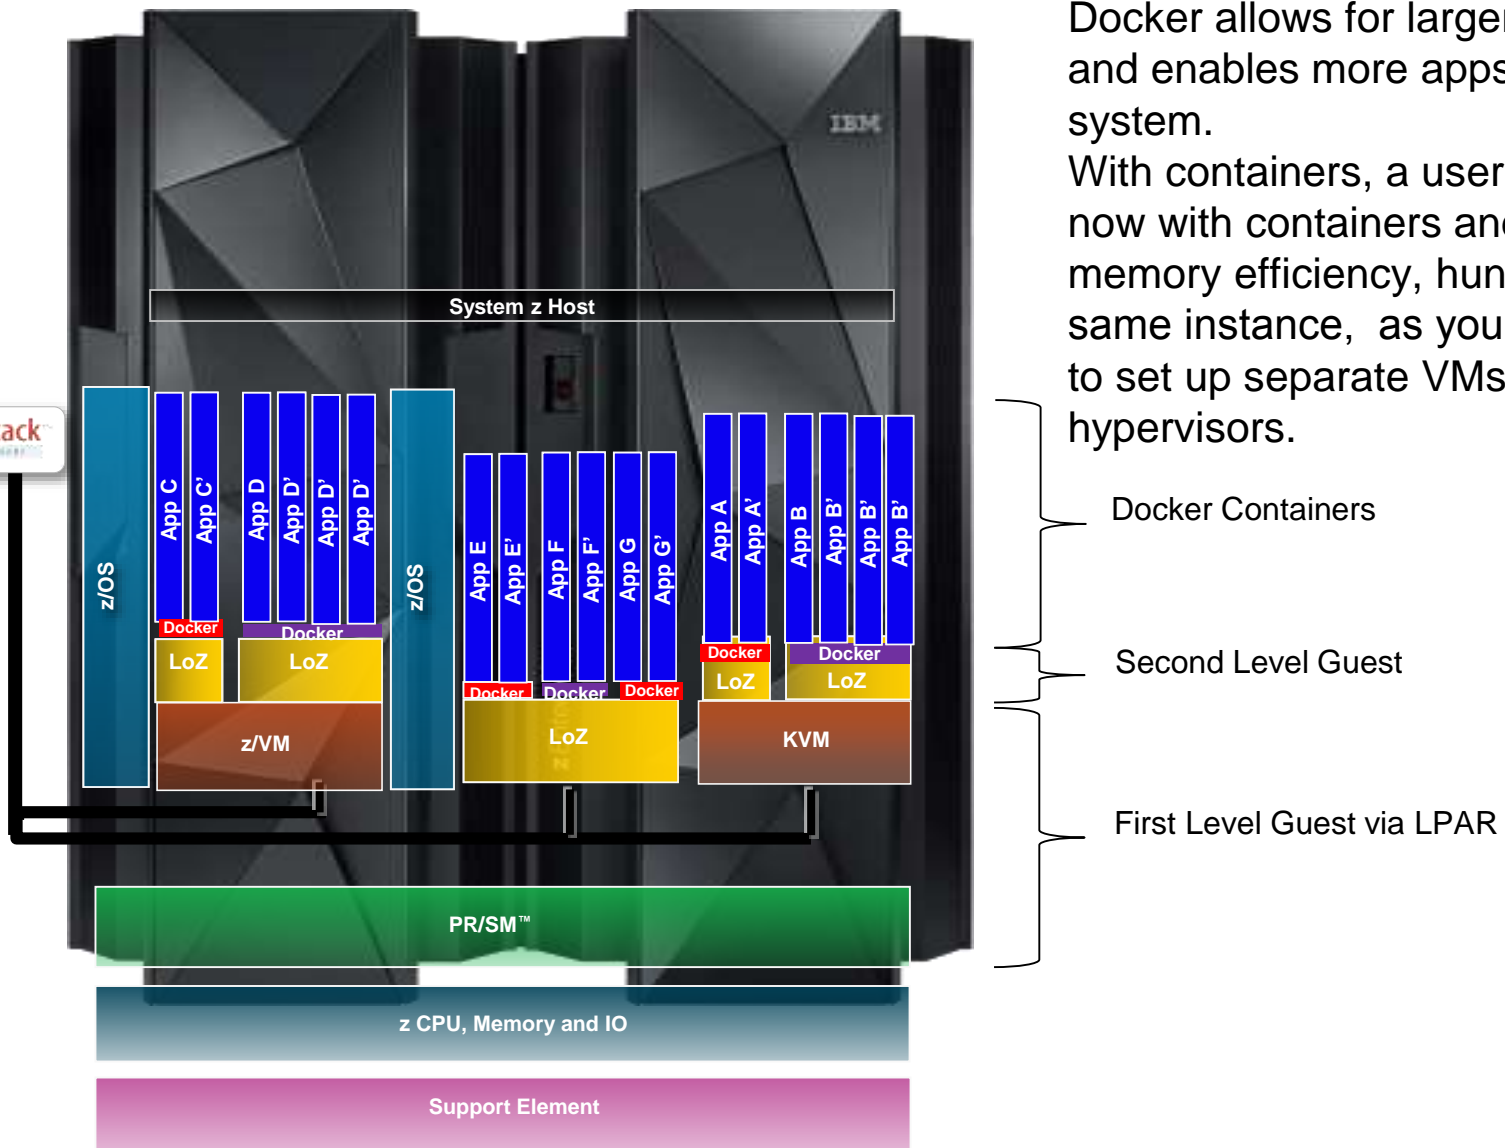 Docker allows for larger
and enables more apps
system.
With containers, a user
now with containers and
memory efficiency, hun
same instance, as you
to set up separate VMs
hypervisors.
IBM
System z Host
ack
z/OS
App C
App C'
App D
App D'
App D'
App D'
z/OS
App E
App E'
App F
App F'
App G
App G'
App A
App A'
App B
App B'
App B'
App B'
Docker
Docker
Docker
Docker
Docker
Docker
Docker
LoZ
LoZ
LoZ
LoZ
LoZ
z/VM
KVM
Docker Containers
Second Level Guest
First Level Guest via LPAR
PR/SM™
z CPU, Memory and IO
Support Element